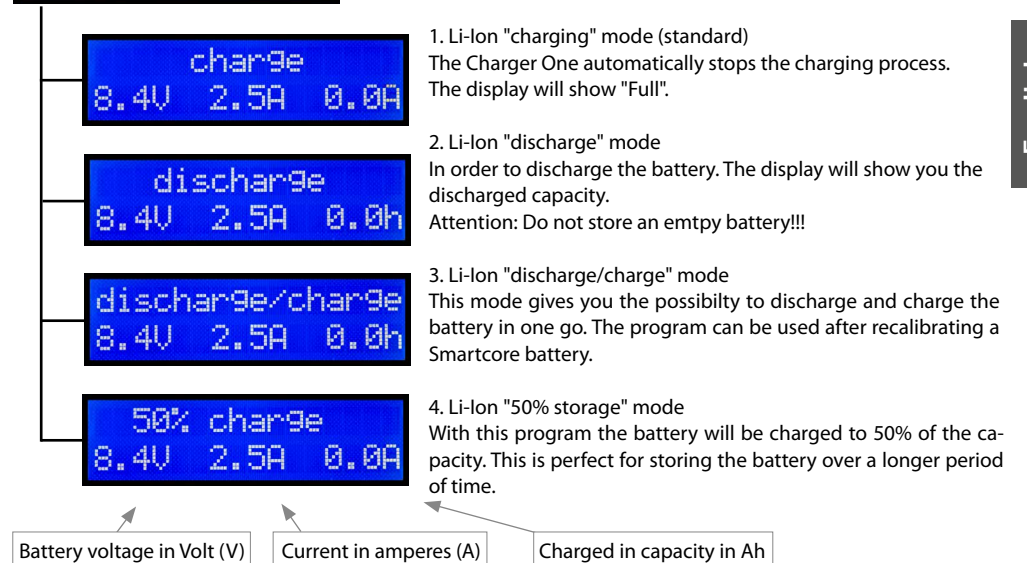 charge
8.4V 2.5A 0.0A
1. Li-Ion "charging" mode (standard)
The Charger One automatically stops the charging process.
The display will show "Full".
discharge
8.4V 2.5A 0.0h
2. Li-Ion "discharge" mode
In order to discharge the battery. The display will show you the
discharged capacity.
Attention: Do not store an emtpy battery!!!
discharge/charge
8.4V 2.5A 0.0h
3. Li-Ion "discharge/charge" mode
This mode gives you the possibilty to discharge and charge the
battery in one go. The program can be used after recalibrating a
Smartcore battery.
50% charge
8.4V 2.5A 0.0A
4. Li-Ion "50% storage" mode
With this program the battery will be charged to 50% of the ca-
pacity. This is perfect for storing the battery over a longer period
of time.
Battery voltage in Volt (V)
Current in amperes (A)
Charged in capacity in Ah